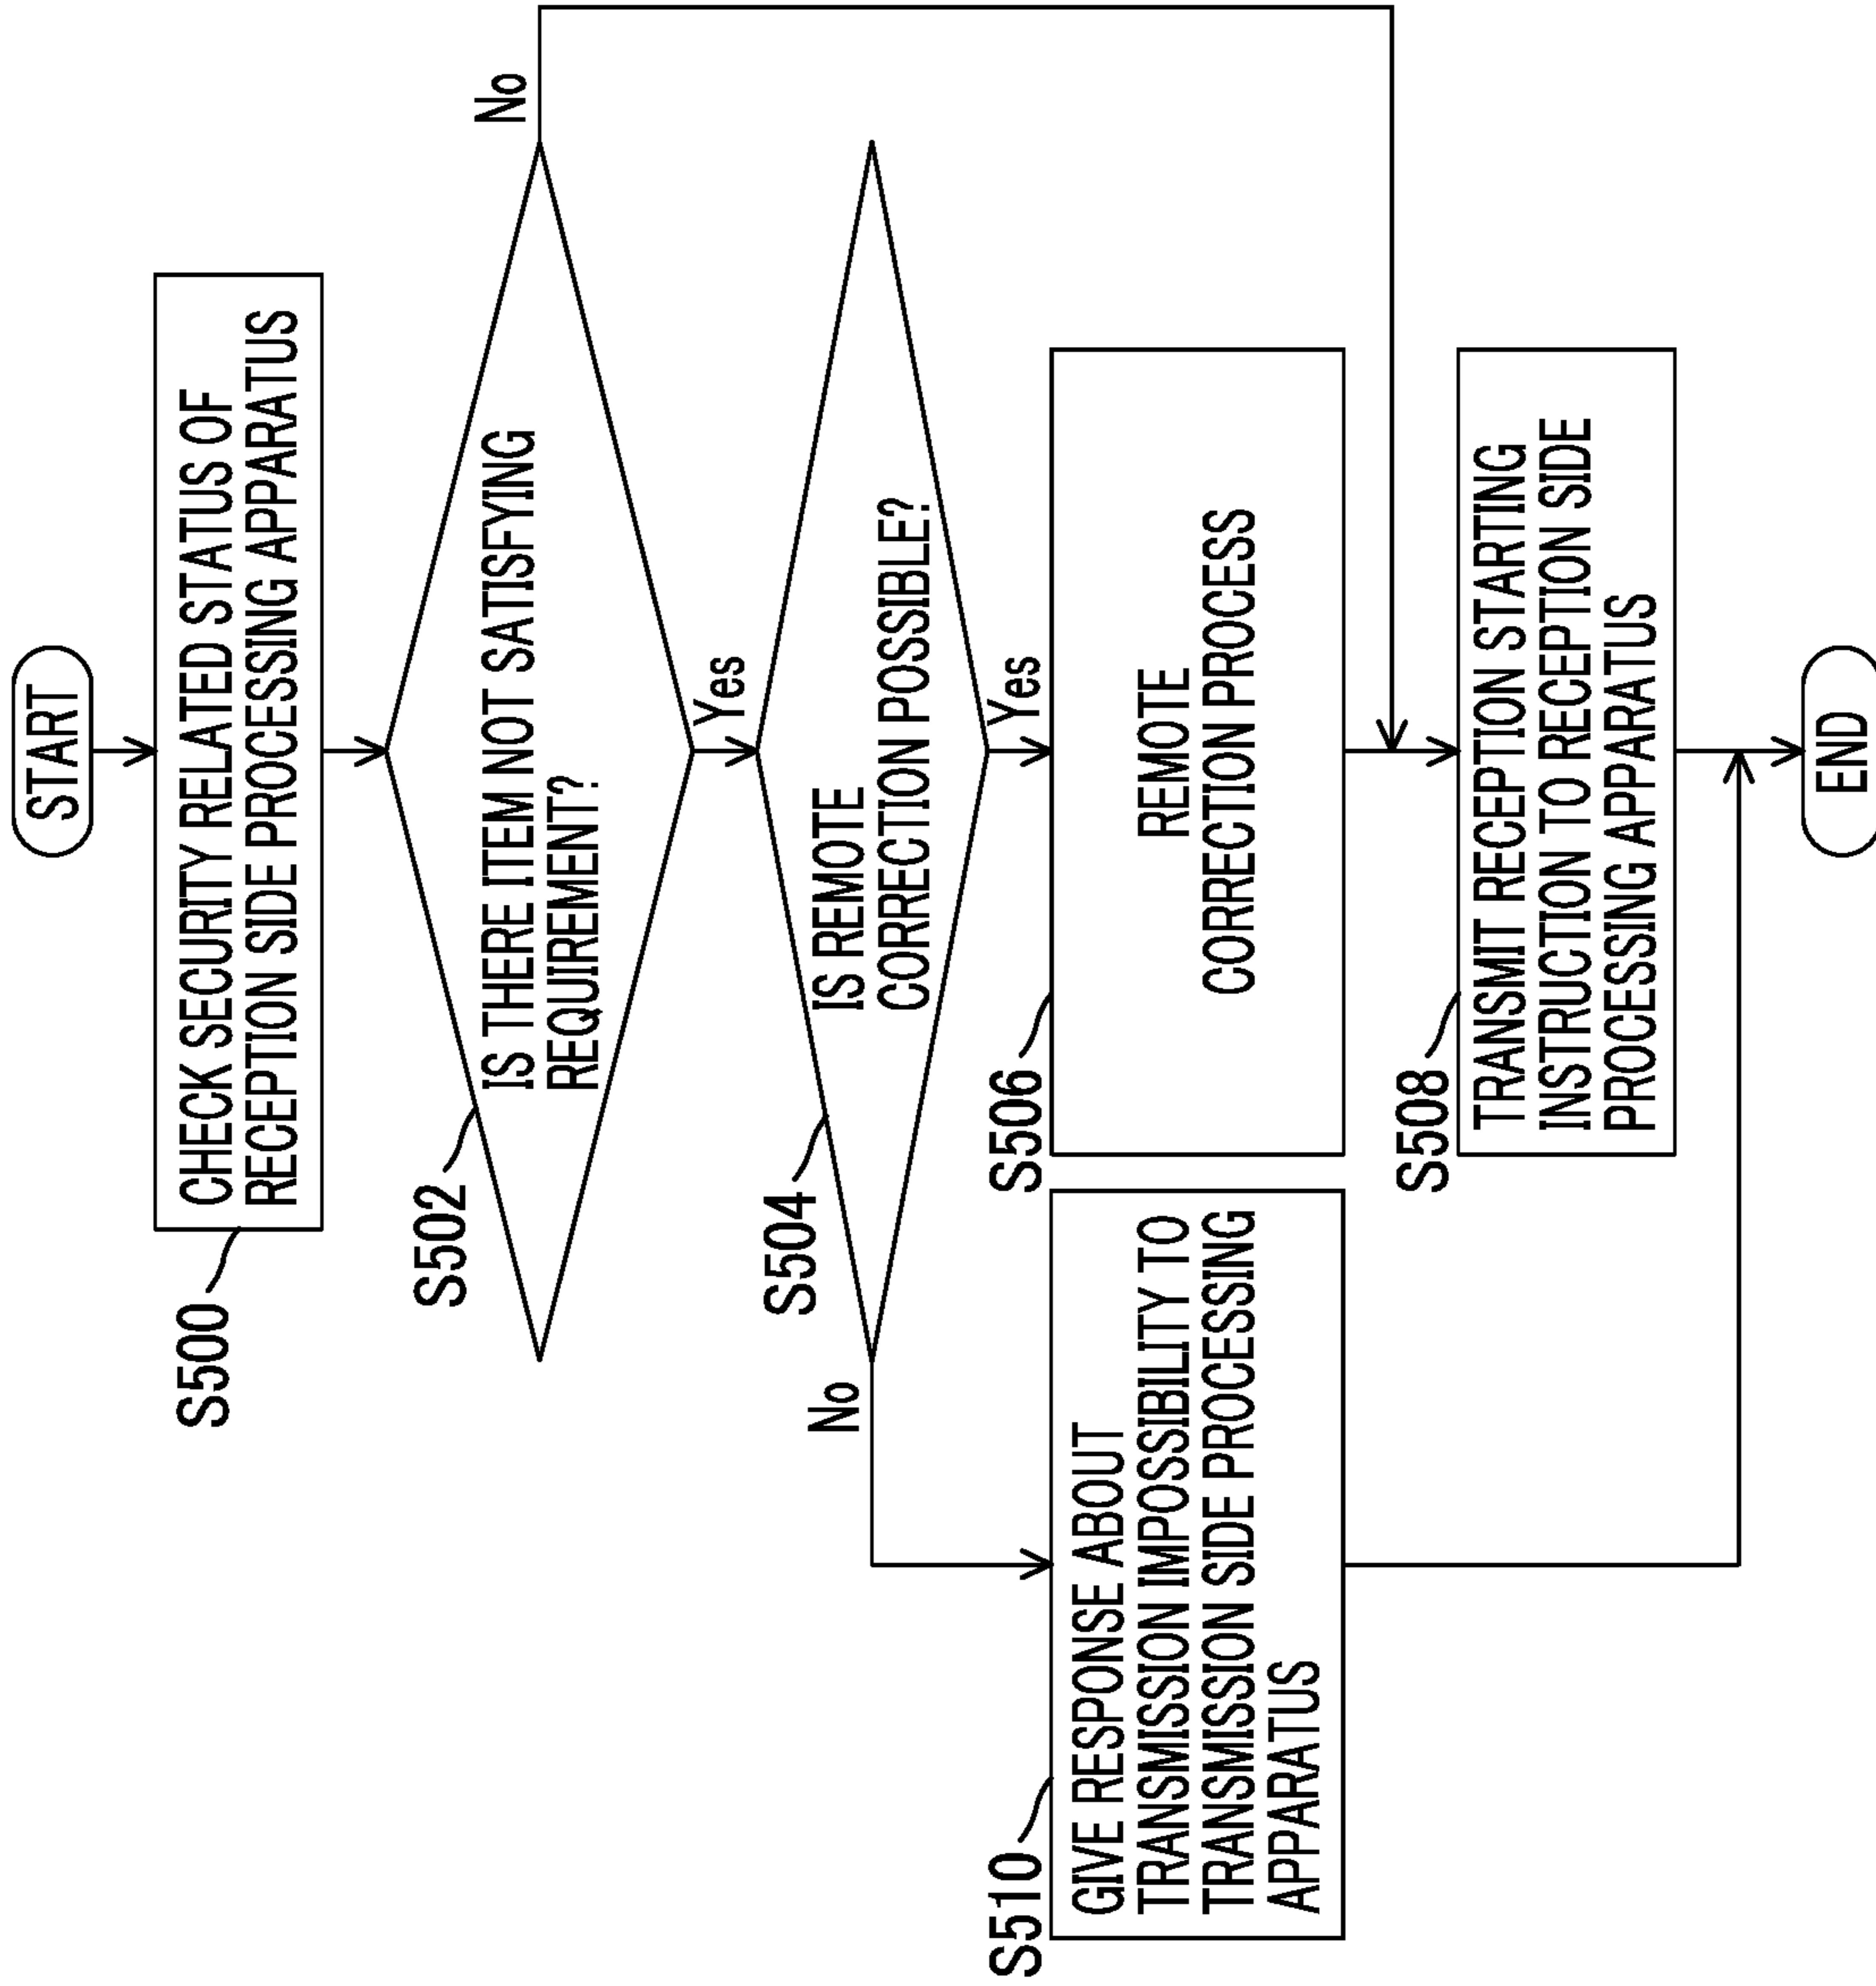 START
S500
CHECK SECURITY RELATED STATUS OF
RECEPTION SIDE PROCESSING APPARATUS
S502
IS THERE ITEM NOT SATISFYING
REQUIREMENT?
No
Yes
S504
IS REMOTE
CORRECTION POSSIBLE?
No
Yes
S510
GIVE RESPONSE ABOUT
TRANSMISSION IMPOSSIBILITY TO
TRANSMISSION SIDE PROCESSING
APPARATUS
S506
REMOTE
CORRECTION PROCESS
S508
TRANSMIT RECEPTION STARTING
INSTRUCTION TO RECEPTION SIDE
PROCESSING APPARATUS
END